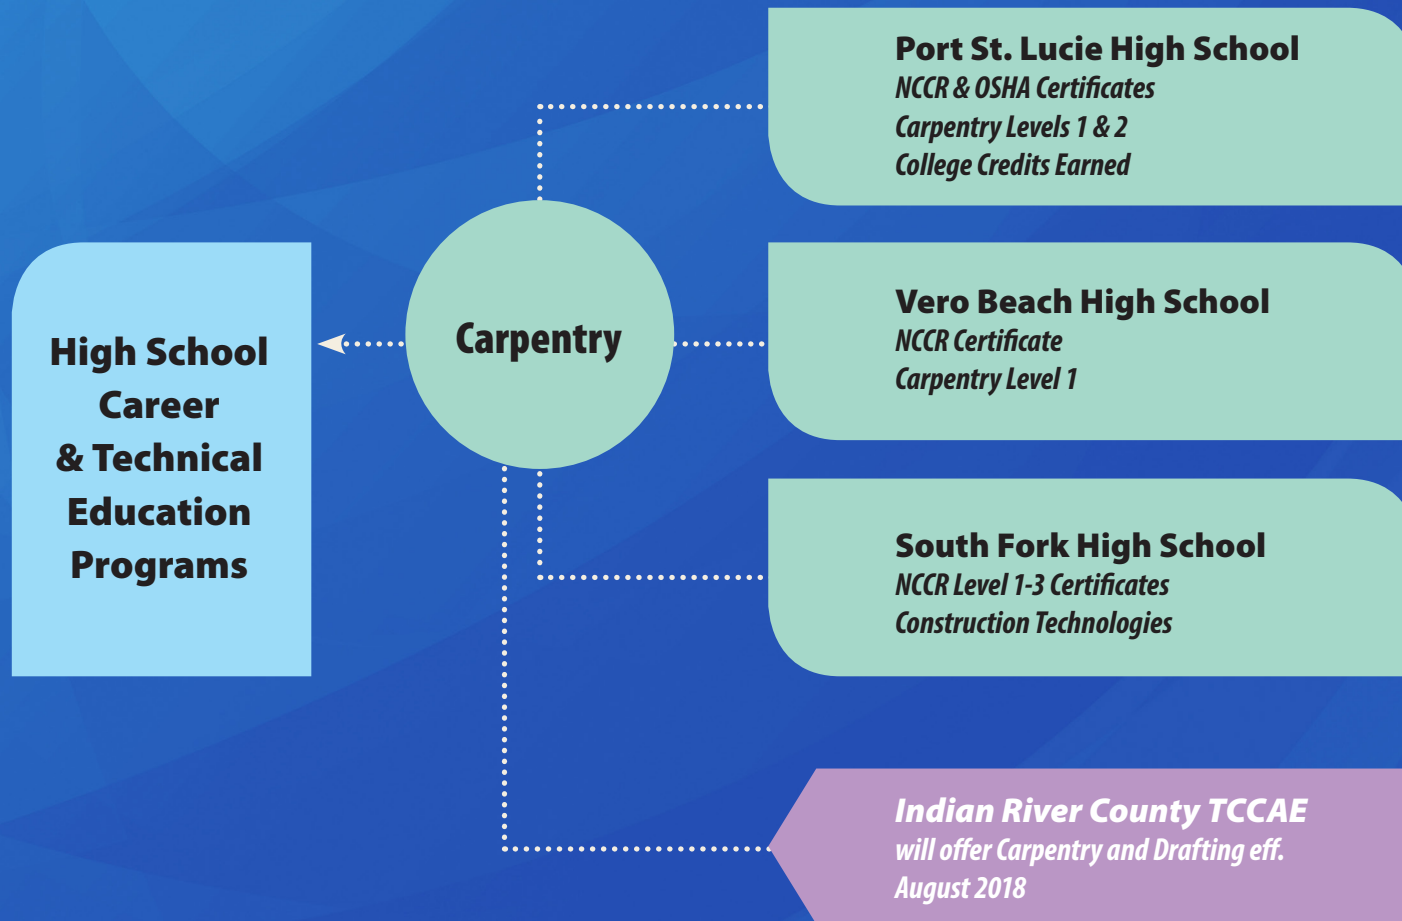 High School
Career
& Technical
Education
Programs
Carpentry
Port St. Lucie High School
NCCR & OSHA Certificates
Carpentry Levels 1 & 2
College Credits Earned
Vero Beach High School
NCCR Certificate
Carpentry Level 1
South Fork High School
NCCR Level 1-3 Certificates
Construction Technologies
Indian River County TCCAE
will offer Carpentry and Drafting eff.
August 2018